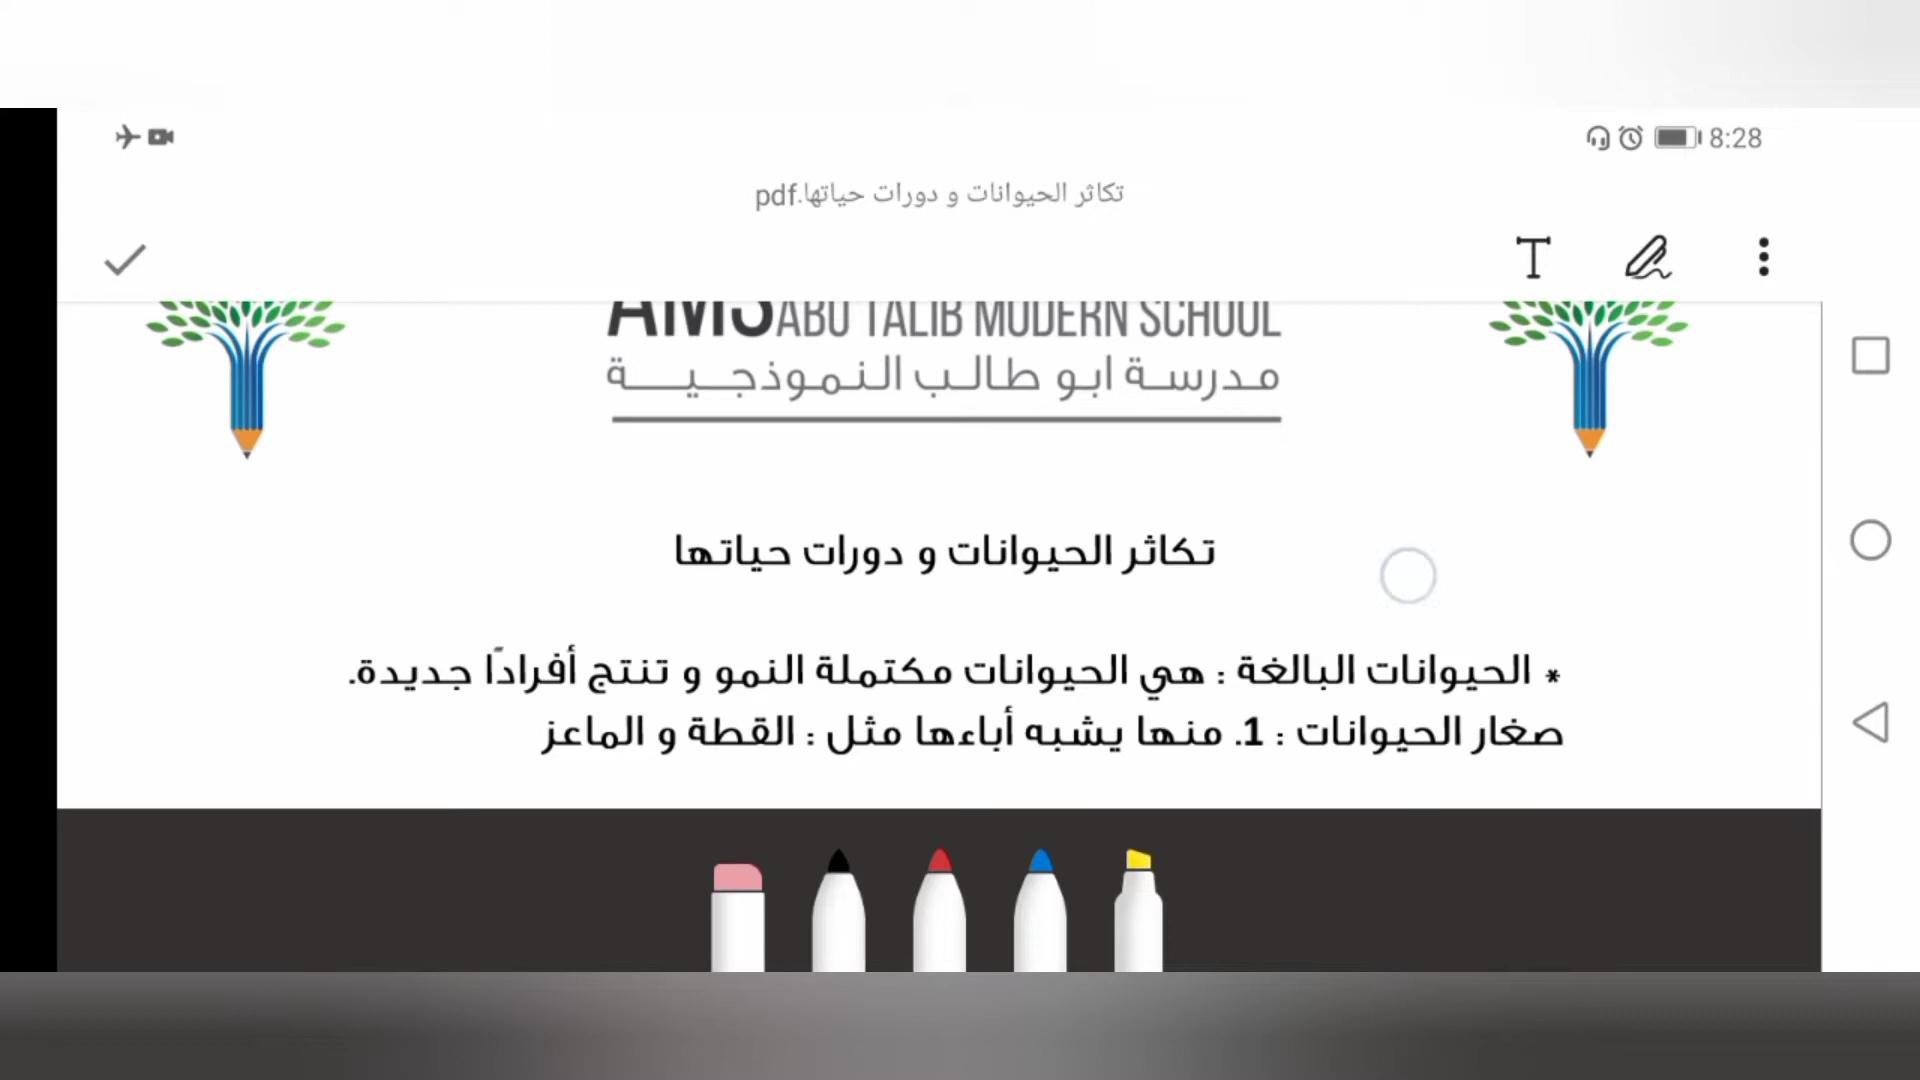 8:28
تكاثر الحيوانات و دورات حياتها.pdf
AMS ABU TALIB MODERN SCHOOL
مدرسة ابو طالب النموذجية
تكاثر الحيوانات و دورات حياتها
* الحيوانات البالغة : هي الحيوانات مكتملة النمو و تنتج أفرادًا جديدة.
صغار الحيوانات : 1. منها يشبه أباءها مثل : القطة و الماعز